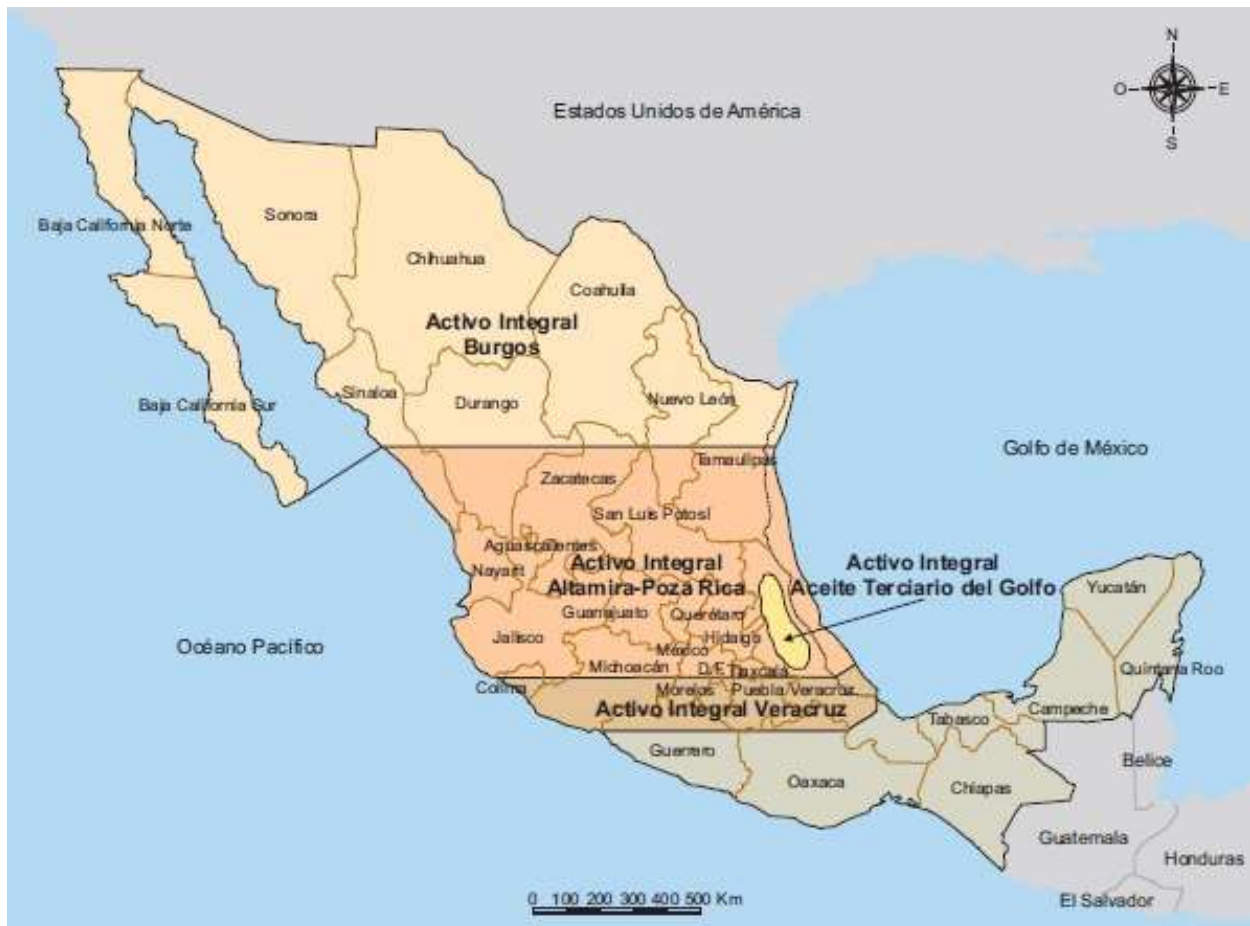 N
O
E
S
Estados Unidos de América
Baja California Norte
Sonora
Chihuahua
Coahuila
Activo Integral
Burgos
Baja California Sur
Sinaloa
Durango
Nuevo León
Golfo de México
Tamaulipas
Zacatecas
San Luis Potosí
Aguascalientes
Nayarit
Activo Integral
Altamira-Poza Rica
Activo Integral
Aceite Terciario del Golfo
Yucatán
Guanajuato
Querétaro
Jalisco
Hidalgo
México
Océano Pacífico
Michoacán
D.F.
Tlaxcala
Quintana Roo
Colima
Morelos
Puebla
Veracruz
Activo Integral Veracruz
Campeche
Tabasco
Guerrero
Oaxaca
Chiapas
Belice
Guatemala
Honduras
El Salvador
0 100 200 300 400 500 Km